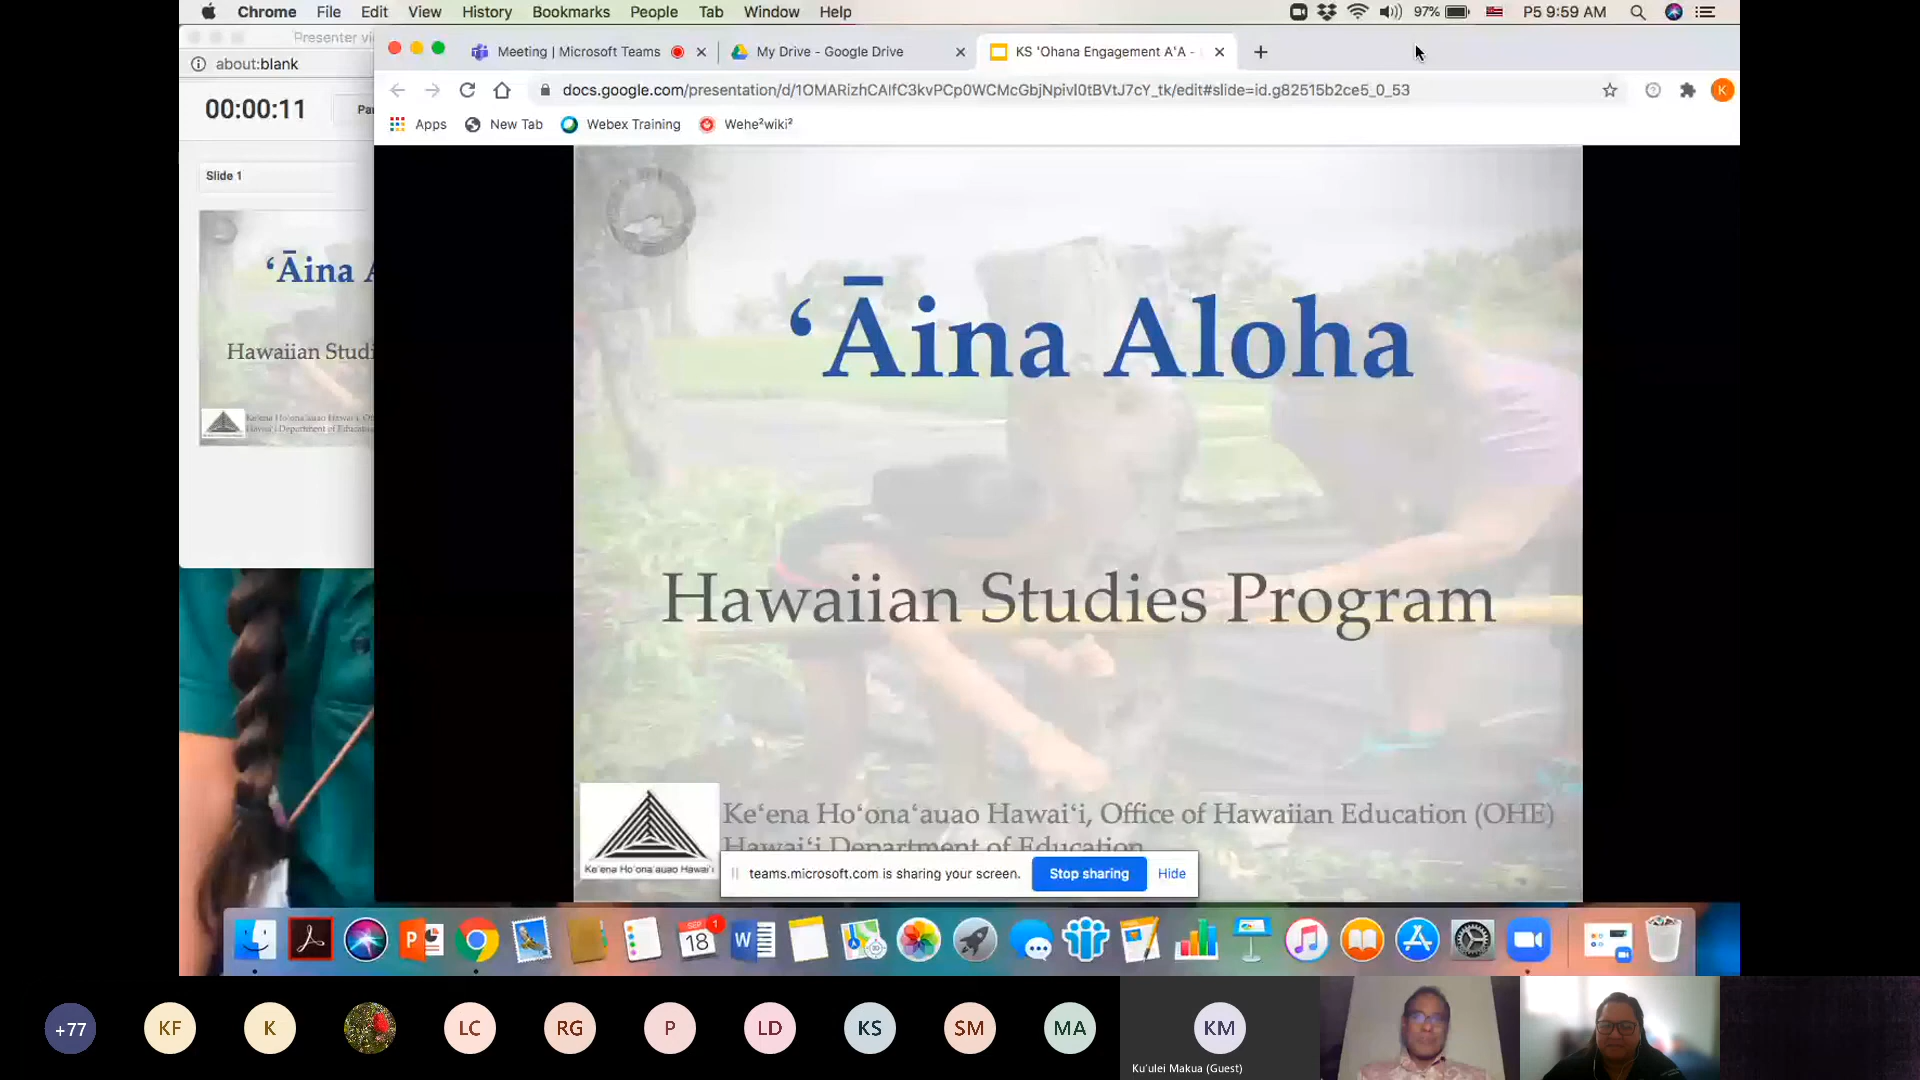 Chrome File Edit View History Bookmarks People Tab Window Help 97% P5 9:59 AM
Meeting | Microsoft Teams My Drive - Google Drive KS 'Ohana Engagement A'A -
about:blank
docs.google.com/presentation/d/1OMARizhCAIfC3kvPCp0WCMcGbjNpivl0tBVtJ7cY_tk/edit#slide=id.g82515b2ce5_0_53 K
Apps New Tab Webex Training Wehe²wiki²
00:00:11
Slide 1
ʻĀina
Hawaiian Studi
ʻĀina Aloha
Hawaiian Studies Program
Keʻena Hoʻonaʻauao Hawaiʻi, Office of Hawaiian Education (OHE)
Hawaiʻi Department of Education
Ke'ena Ho'ona'auao Hawai'i
teams.microsoft.com is sharing your screen. Stop sharing Hide
SEP 18 1
+77 KF K LC RG P LD KS SM MA KM
Ku'ulei Makua (Guest)